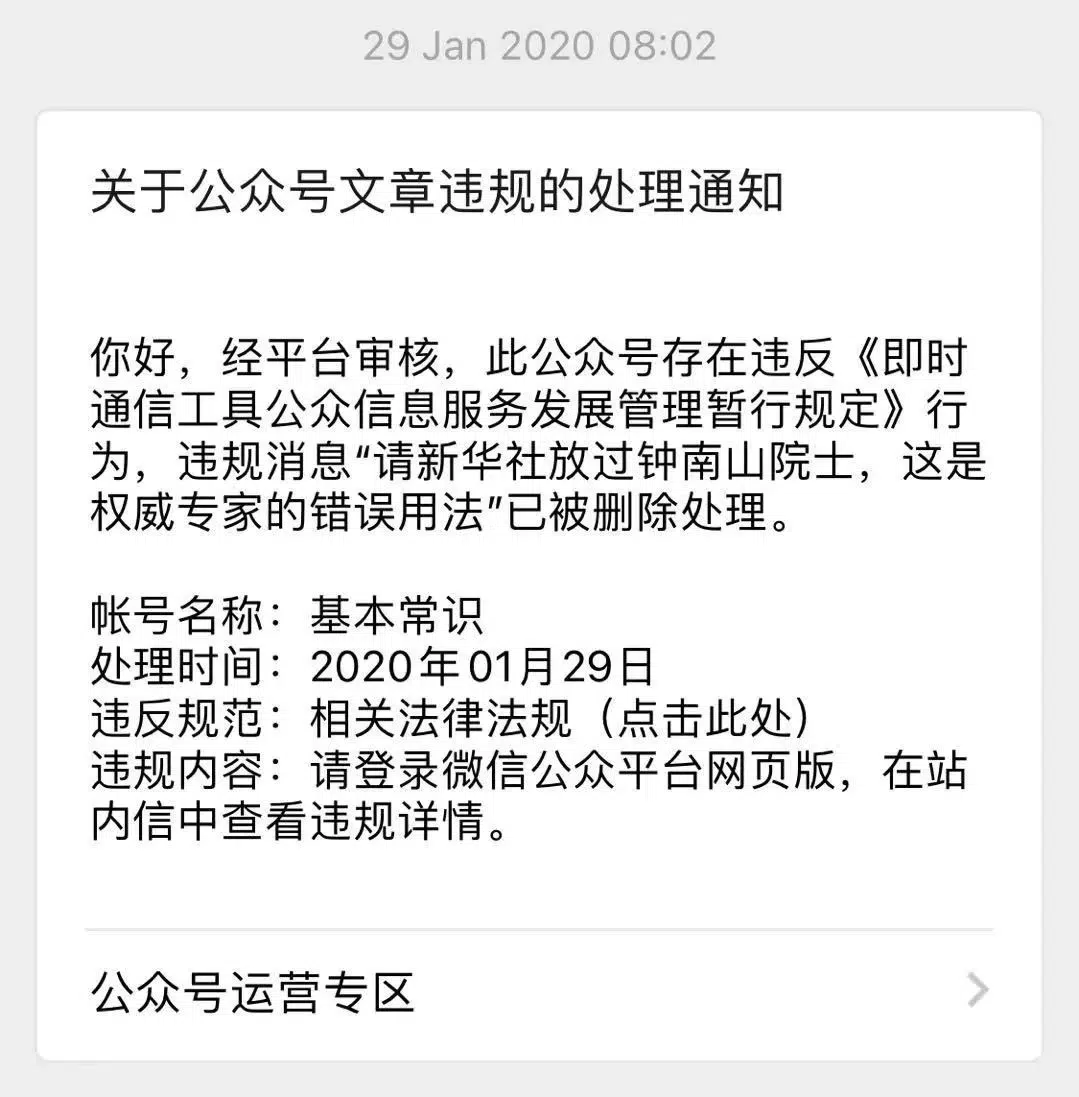 29 Jan 2020 08:02
关于公众号文章违规的处理通知
你好，经平台审核，此公众号存在违反《即时
通信工具公众信息服务发展管理暂行规定》行
为，违规消息“请新华社放过钟南山院士，这是
权威专家的错误用法”已被删除处理。
帐号名称：基本常识
处理时间：2020年01月29日
违反规范：相关法律法规（点击此处）
违规内容：请登录微信公众平台网页版，在站
内信中查看违规详情。
公众号运营专区